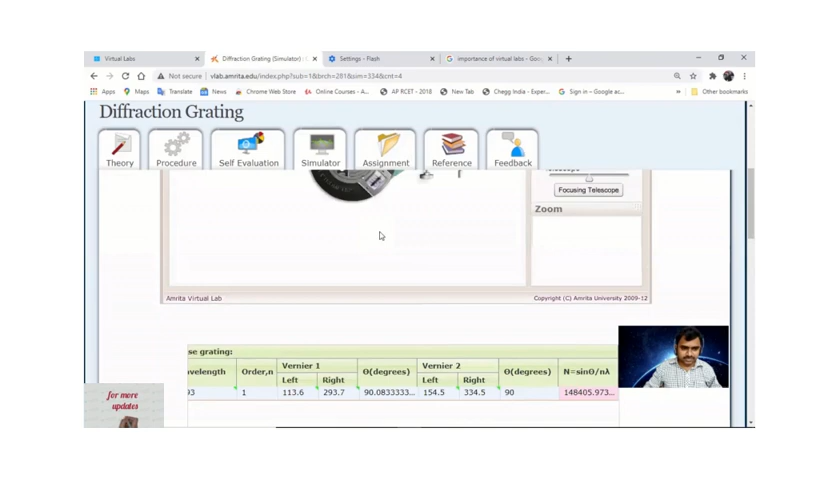 Virtual Labs
Diffraction Grating (Simulator) :
Settings - Flash
importance of virtual labs - Goo
Not secure | vlab.amrita.edu/index.php?sub=1&brch=281&sim=334&cnt=4
Apps
Maps
Translate
News
Chrome Web Store
Online Courses - A...
AP RCET - 2018
New Tab
Chegg India - Exper...
Sign in – Google ac...
Other bookmarks
Diffraction Grating
Theory
Procedure
Self Evaluation
Simulator
Assignment
Reference
Feedback
Focusing Telescope
Zoom
Amrita Virtual Lab
Copyright (C) Amrita University 2009-12
se grating:
avelength
Order,n
Vernier 1
Left
Right
Θ(degrees)
Vernier 2
Left
Right
Θ(degrees)
N=sinΘ/nλ
93
1
113.6
293.7
90.0833333...
154.5
334.5
90
148405.973...
for more
updates